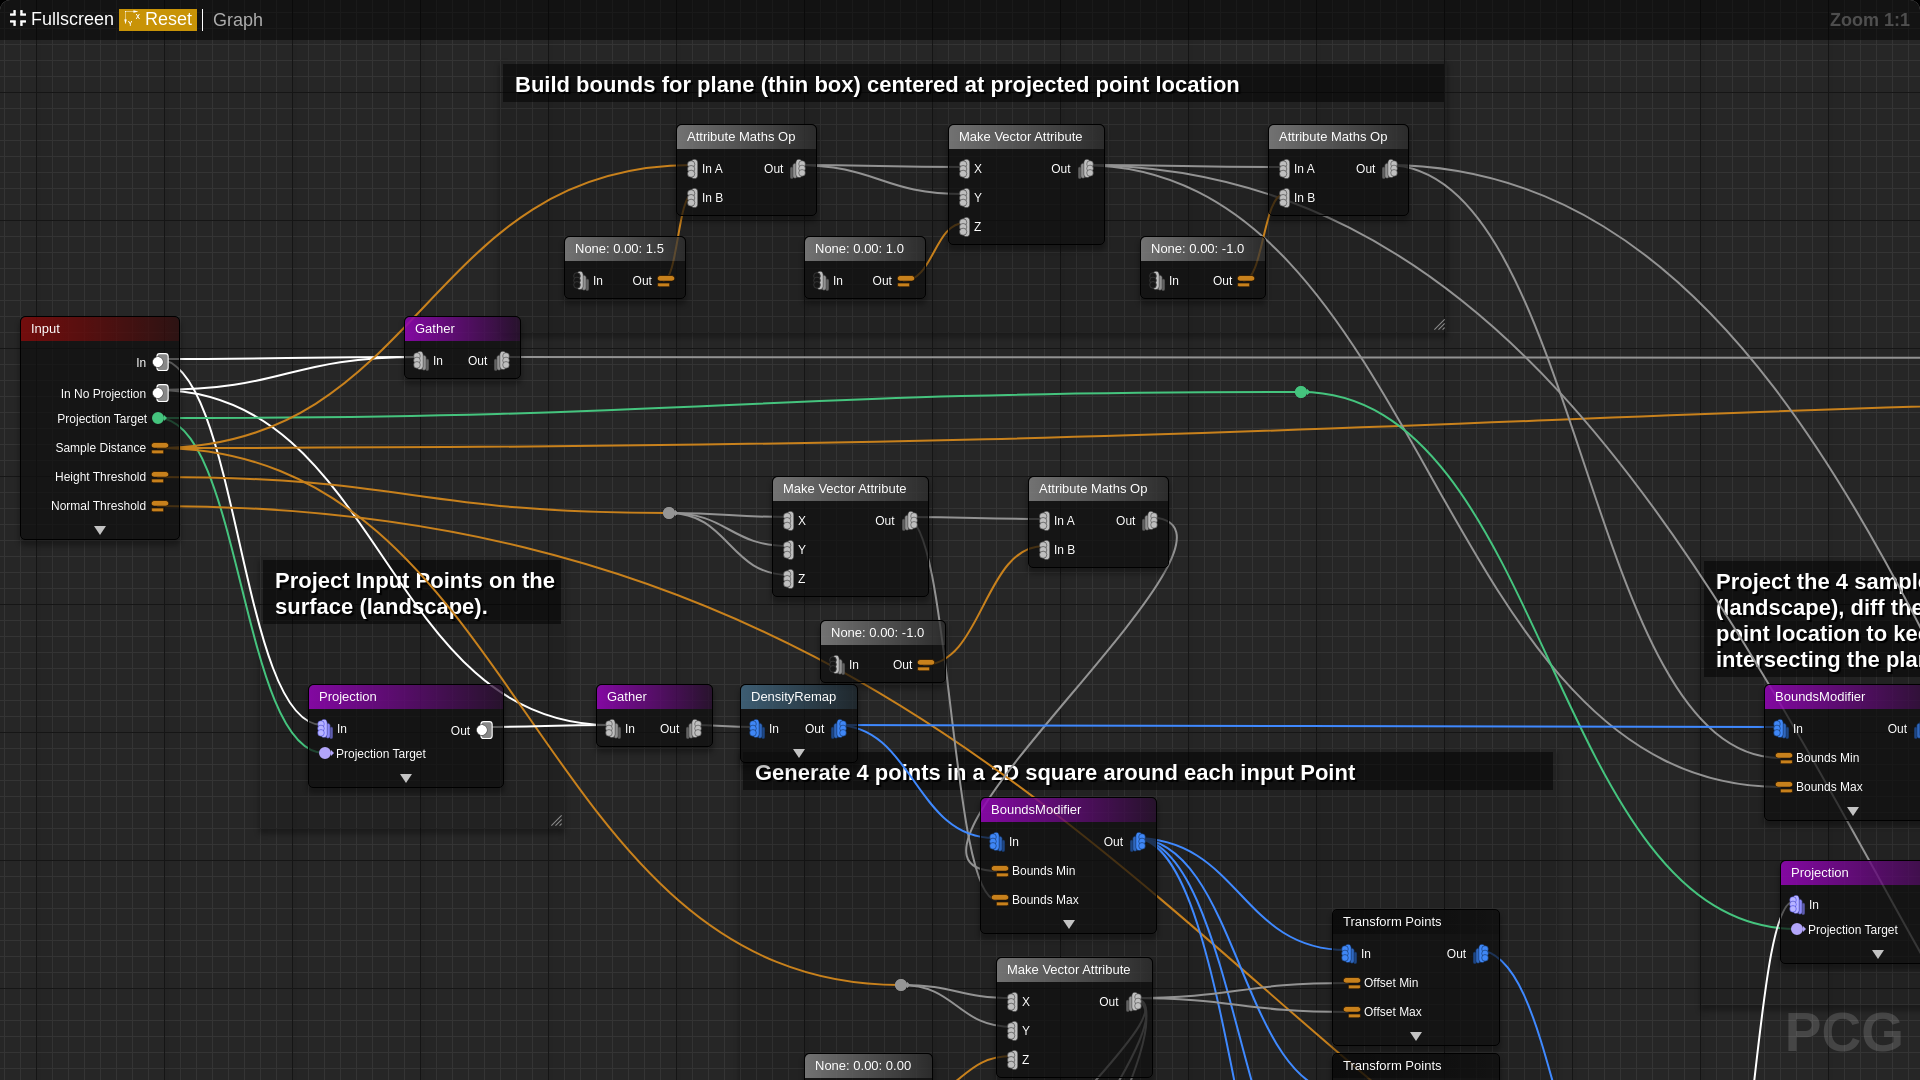 Fullscreen Reset Graph
Zoom 1:1
Build bounds for plane (thin box) centered at projected point location
Attribute Maths Op
In A Out
In B
Make Vector Attribute
X Out
Y
Z
Attribute Maths Op
In A Out
In B
None: 0.00: 1.5
In Out
None: 0.00: 1.0
In Out
None: 0.00: -1.0
In Out
Input
In
In No Projection
Projection Target
Sample Distance
Height Threshold
Normal Threshold
Gather
In Out
Make Vector Attribute
X Out
Y
Z
Attribute Maths Op
In A Out
In B
None: 0.00: -1.0
In Out
Project Input Points on the
surface (landscape).
Projection
In Out
Projection Target
Gather
In Out
DensityRemap
In Out
Project the 4 sampl
(landscape), diff the
point location to ke
intersecting the pla
BoundsModifier
In Out
Bounds Min
Bounds Max
Generate 4 points in a 2D square around each input Point
BoundsModifier
In Out
Bounds Min
Bounds Max
Projection
In
Projection Target
Transform Points
In Out
Offset Min
Offset Max
Make Vector Attribute
X Out
Y
Z
None: 0.00: 0.00
Transform Points
PCG